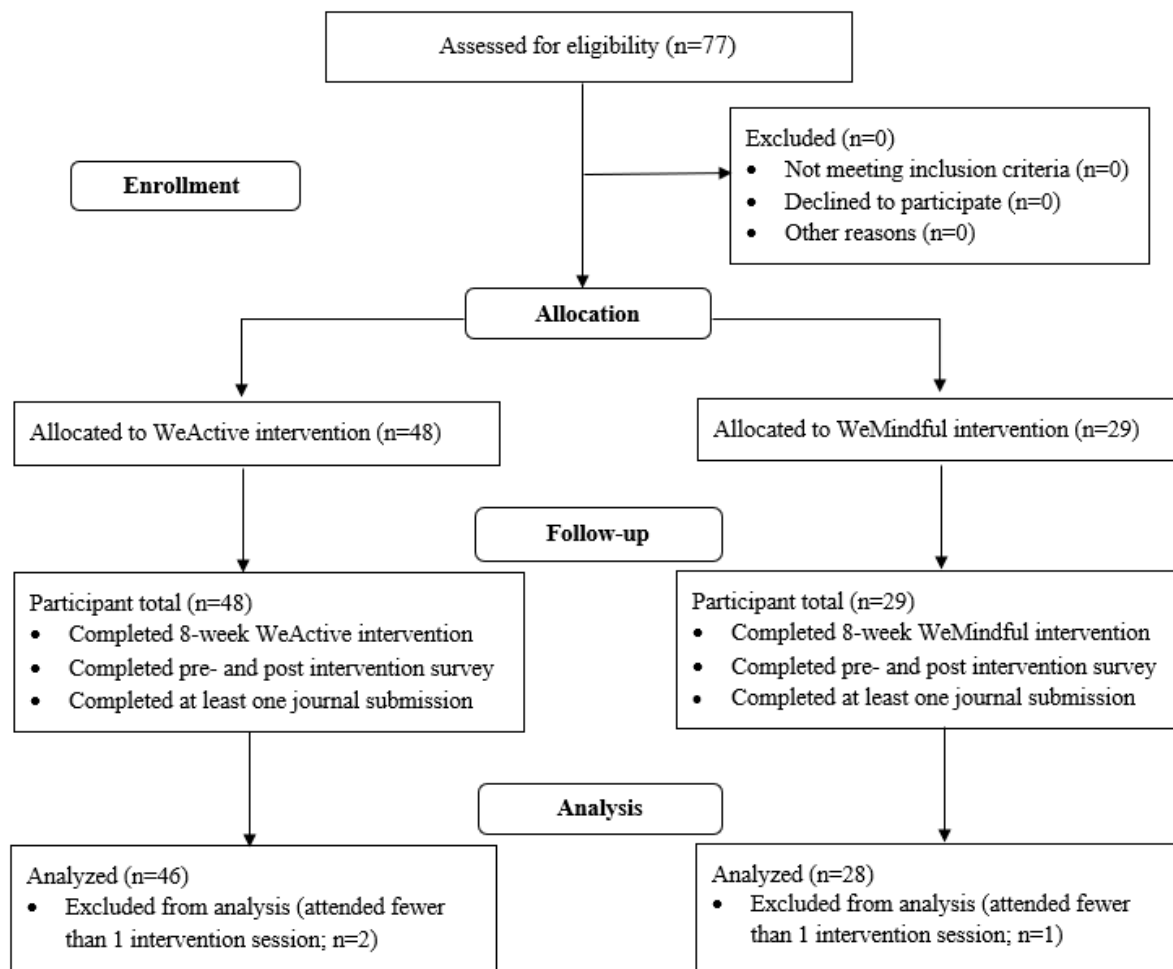 Assessed for eligibility (n=77)
Excluded (n=0)
• Not meeting inclusion criteria (n=0)
• Declined to participate (n=0)
• Other reasons (n=0)
Enrollment
Allocation
Allocated to WeActive intervention (n=48)
Allocated to WeMindful intervention (n=29)
Follow-up
Participant total (n=48)
• Completed 8-week WeActive intervention
• Completed pre- and post intervention survey
• Completed at least one journal submission
Participant total (n=29)
• Completed 8-week WeMindful intervention
• Completed pre- and post intervention survey
• Completed at least one journal submission
Analysis
Analyzed (n=46)
• Excluded from analysis (attended fewer
than 1 intervention session; n=2)
Analyzed (n=28)
• Excluded from analysis (attended fewer
than 1 intervention session; n=1)